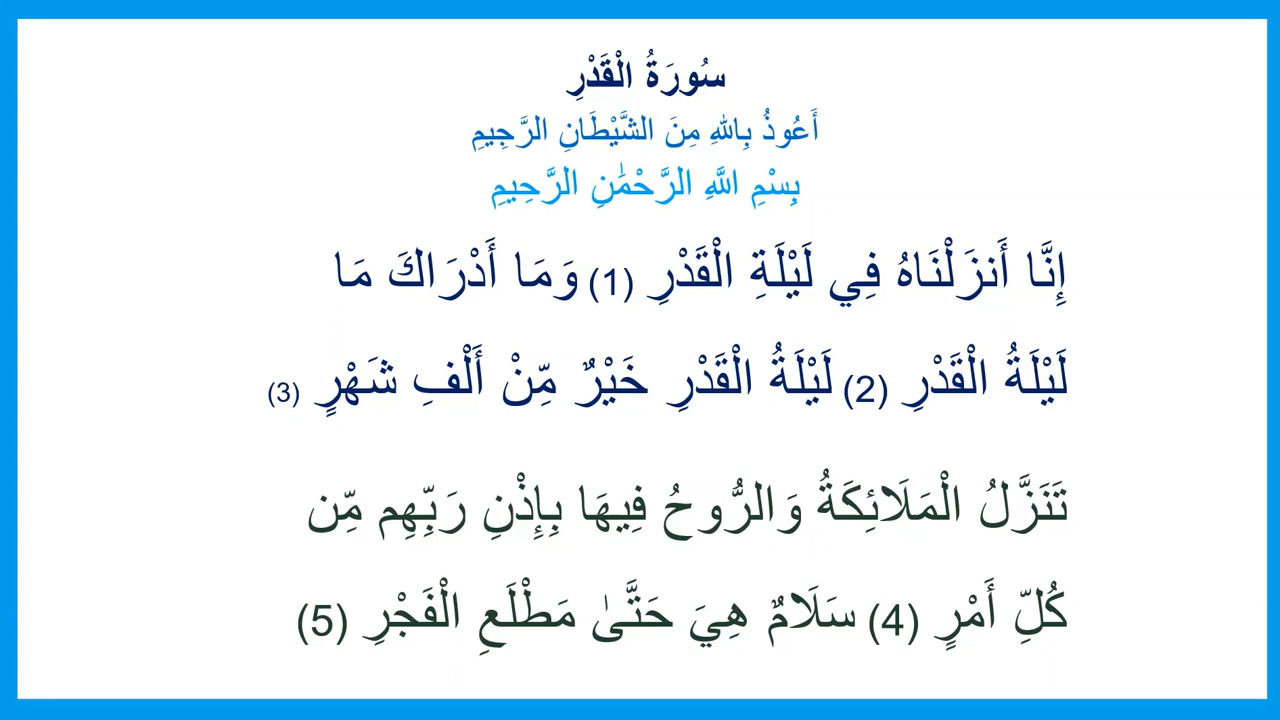 سُورَةُ الْقَدْرِ
أَعُوذُ بِاللهِ مِنَ الشَّيْطَانِ الرَّجِيمِ
بِسْمِ اللَّهِ الرَّحْمَٰنِ الرَّحِيمِ
إِنَّا أَنزَلْنَاهُ فِي لَيْلَةِ الْقَدْرِ (1) وَمَا أَدْرَاكَ مَا
لَيْلَةُ الْقَدْرِ (2) لَيْلَةُ الْقَدْرِ خَيْرٌ مِّنْ أَلْفِ شَهْرٍ (3)
تَنَزَّلُ الْمَلَائِكَةُ وَالرُّوحُ فِيهَا بِإِذْنِ رَبِّهِم مِّن
كُلِّ أَمْرٍ (4) سَلَامٌ هِيَ حَتَّىٰ مَطْلَعِ الْفَجْرِ (5)